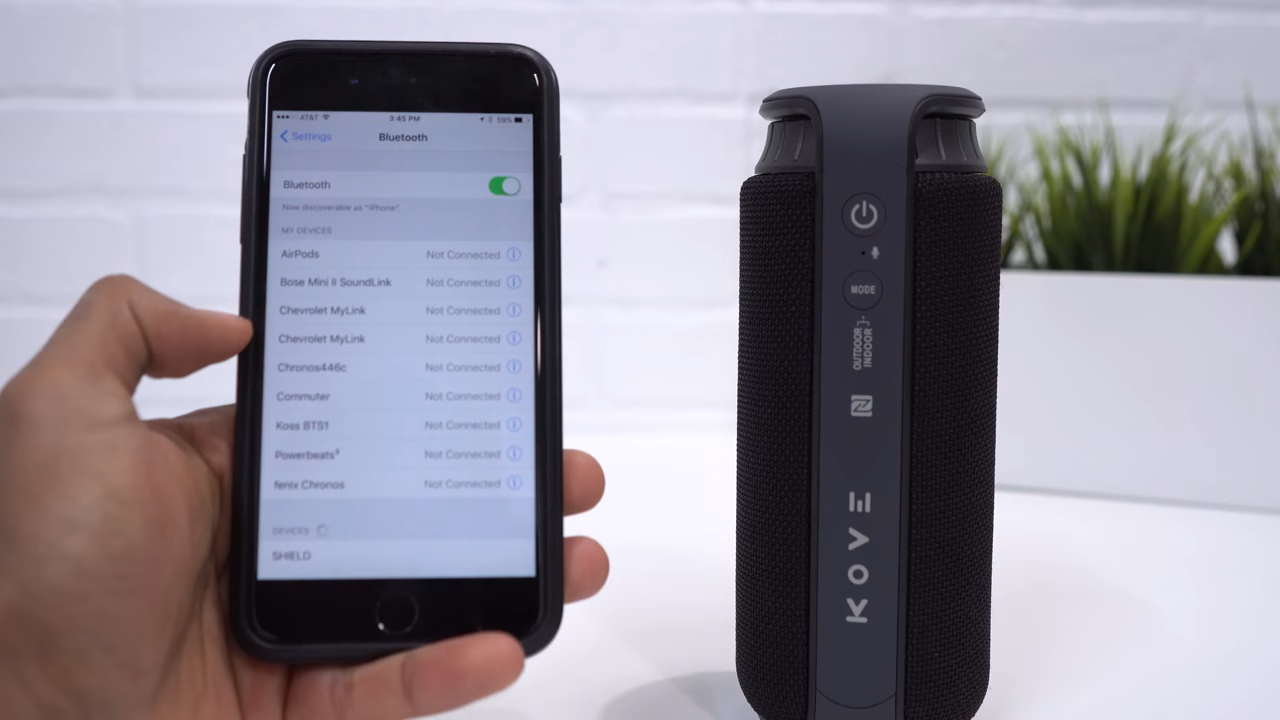 AT&T 3:45 PM 59%
Settings Bluetooth
Bluetooth
Now discoverable as "iPhone".
MY DEVICES
AirPods Not Connected
Bose Mini II SoundLink Not Connected
Chevrolet MyLink Not Connected
Chevrolet MyLink Not Connected
Chronos446c Not Connected
Commuter Not Connected
Koss BTS1 Not Connected
Powerbeats³ Not Connected
fenix Chronos Not Connected
DEVICES
SHIELD
MODE
OUTDOOR
INDOOR
KOVE